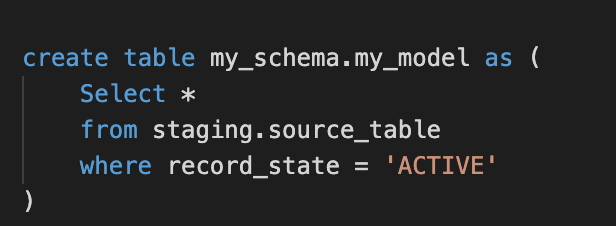 create table my_schema.my_model as (
    Select *
    from staging.source_table
    where record_state = 'ACTIVE'
)